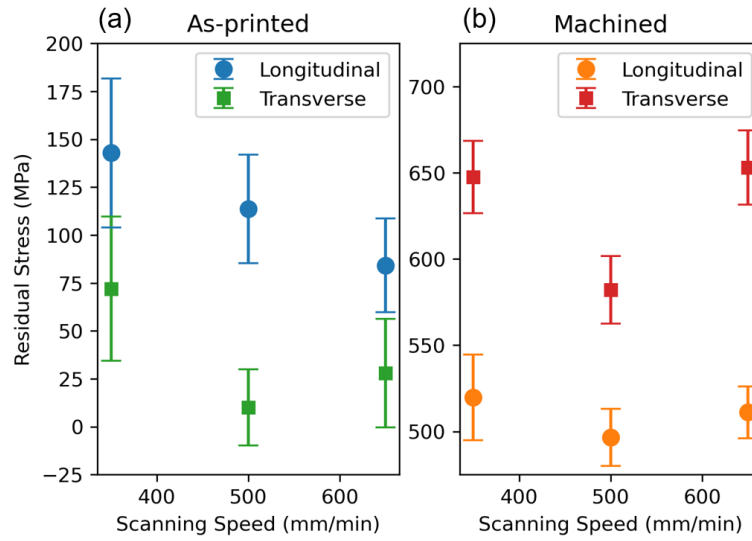 (a) As-printed
(b) Machined
Longitudinal
Transverse
Longitudinal
Transverse
Residual Stress (MPa)
200
175
150
125
100
75
50
25
0
−25
700
650
600
550
500
400 500 600
400 500 600
Scanning Speed (mm/min)
Scanning Speed (mm/min)